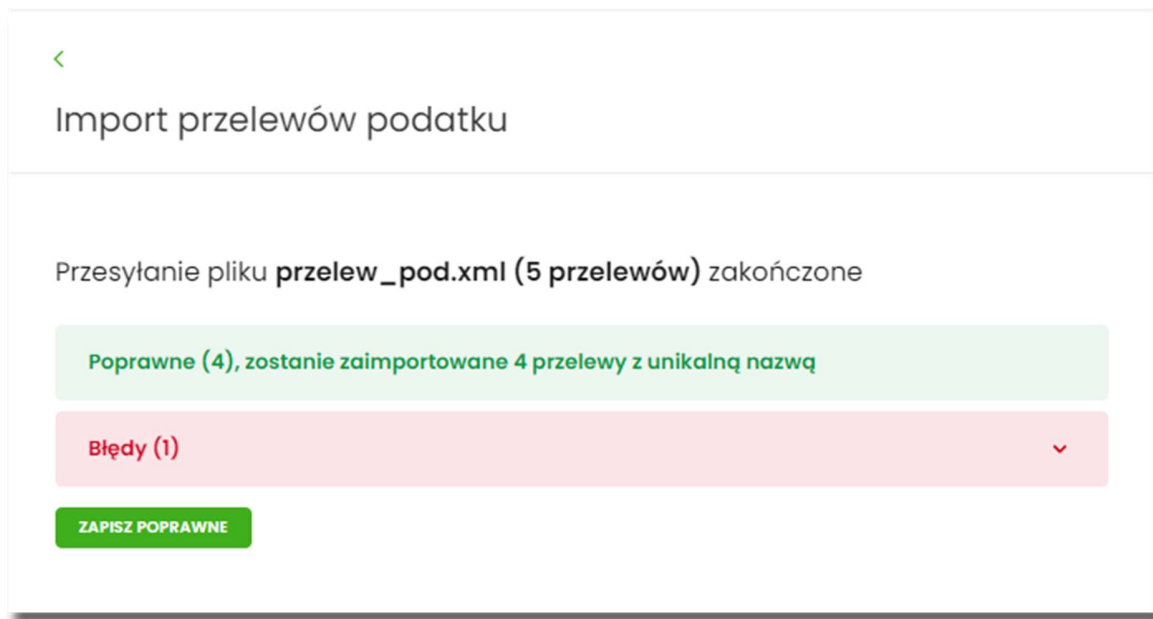 Import przelewów podatku
Przesyłanie pliku przelew_pod.xml (5 przelewów) zakończone
Poprawne (4), zostanie zaimportowane 4 przelewy z unikalną nazwą
Błędy (1)
ZAPISZ POPRAWNE